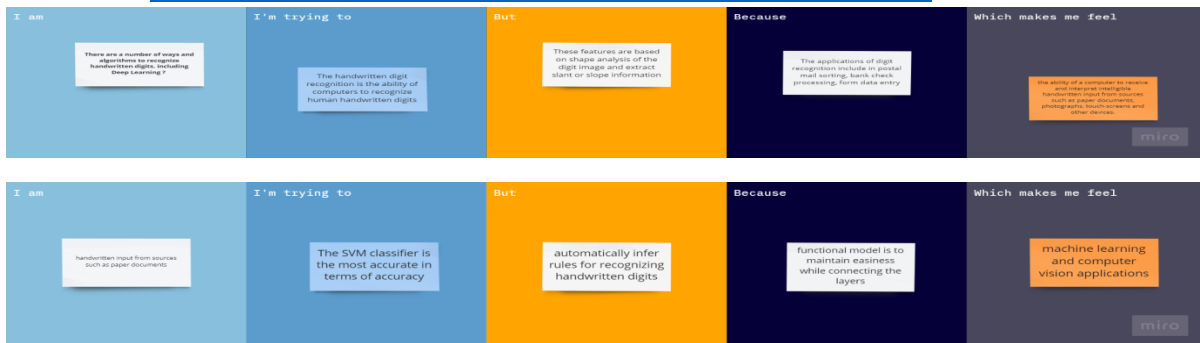 I am
I'm trying to
But
Because
Which makes me feel
There are a number of ways and
algorithms to recognize
handwritten digits, including
Deep Learning ?
The handwritten digit
recognition is the ability of
computers to recognize
human handwritten digits
These features are based
on shape analysis of the
digit image and extract
slant or slope information
The applications of digit
recognition include in postal
mail sorting, bank check
processing, form data entry
the ability of a computer to receive
and interpret intelligible
handwritten input from sources
such as paper documents,
photographs, touch-screens and
other devices.
miro
I am
I'm trying to
But
Because
Which makes me feel
handwritten input from sources
such as paper documents
The SVM classifier is
the most accurate in
terms of accuracy
automatically infer
rules for recognizing
handwritten digits
functional model is to
maintain easiness
while connecting the
layers
machine learning
and computer
vision applications
miro